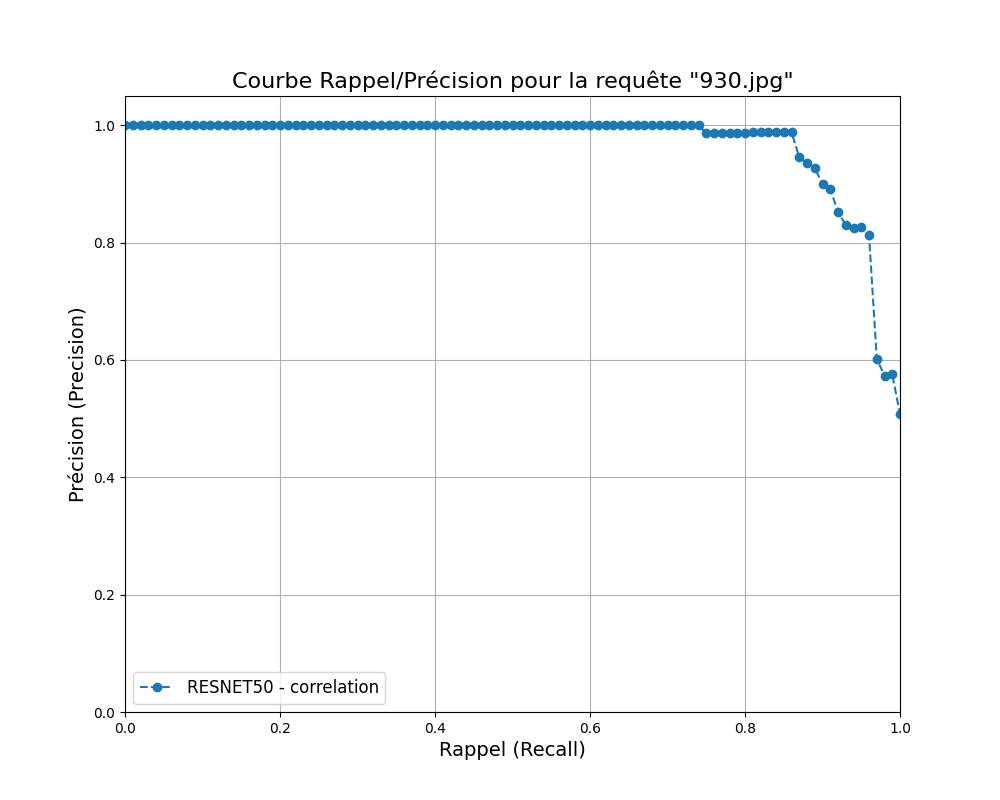 Courbe Rappel/Précision pour la requête "930.jpg"
1.0
0.8
0.6
0.4
0.2
0.0
Précision (Precision)
RESNET50 - correlation
0.0 0.2 0.4 0.6 0.8 1.0
Rappel (Recall)